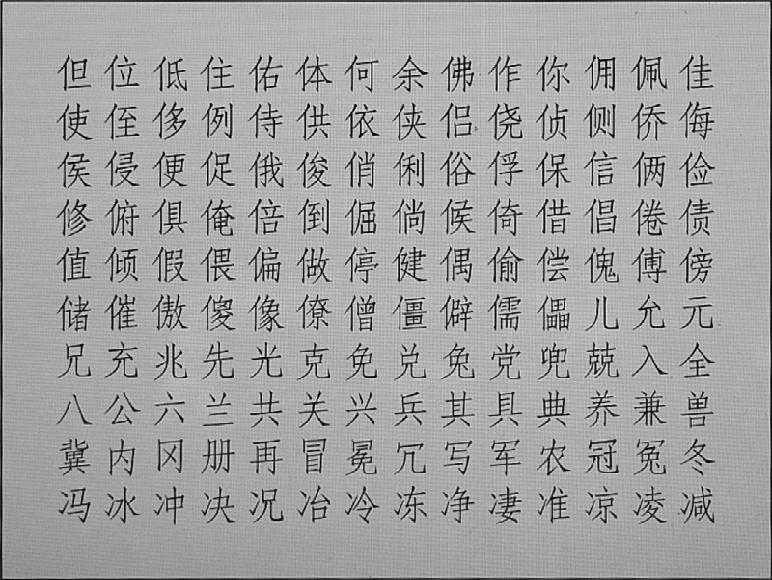 但位低住佑体何余佛作你佣佩佳
使侄侈例侍供依侠侣侥侦侧侨侮
侯侵便促俄俊俏俐俗俘保信俩俭
修俯俱俺倍倒倔倘候倚借倡倦债
值倾假偎偏做停健偶偷偿傀傅傍
储催傲傻像僚僧僵僻儒儡儿允元
兄充兆先光克免兑兔党兜兢入全
八公六兰共关兴兵其具典养兼兽
冀内冈册再冒冕冗写军农冠冤冬
冯冰冲决况冶冷冻净凄准凉凌减